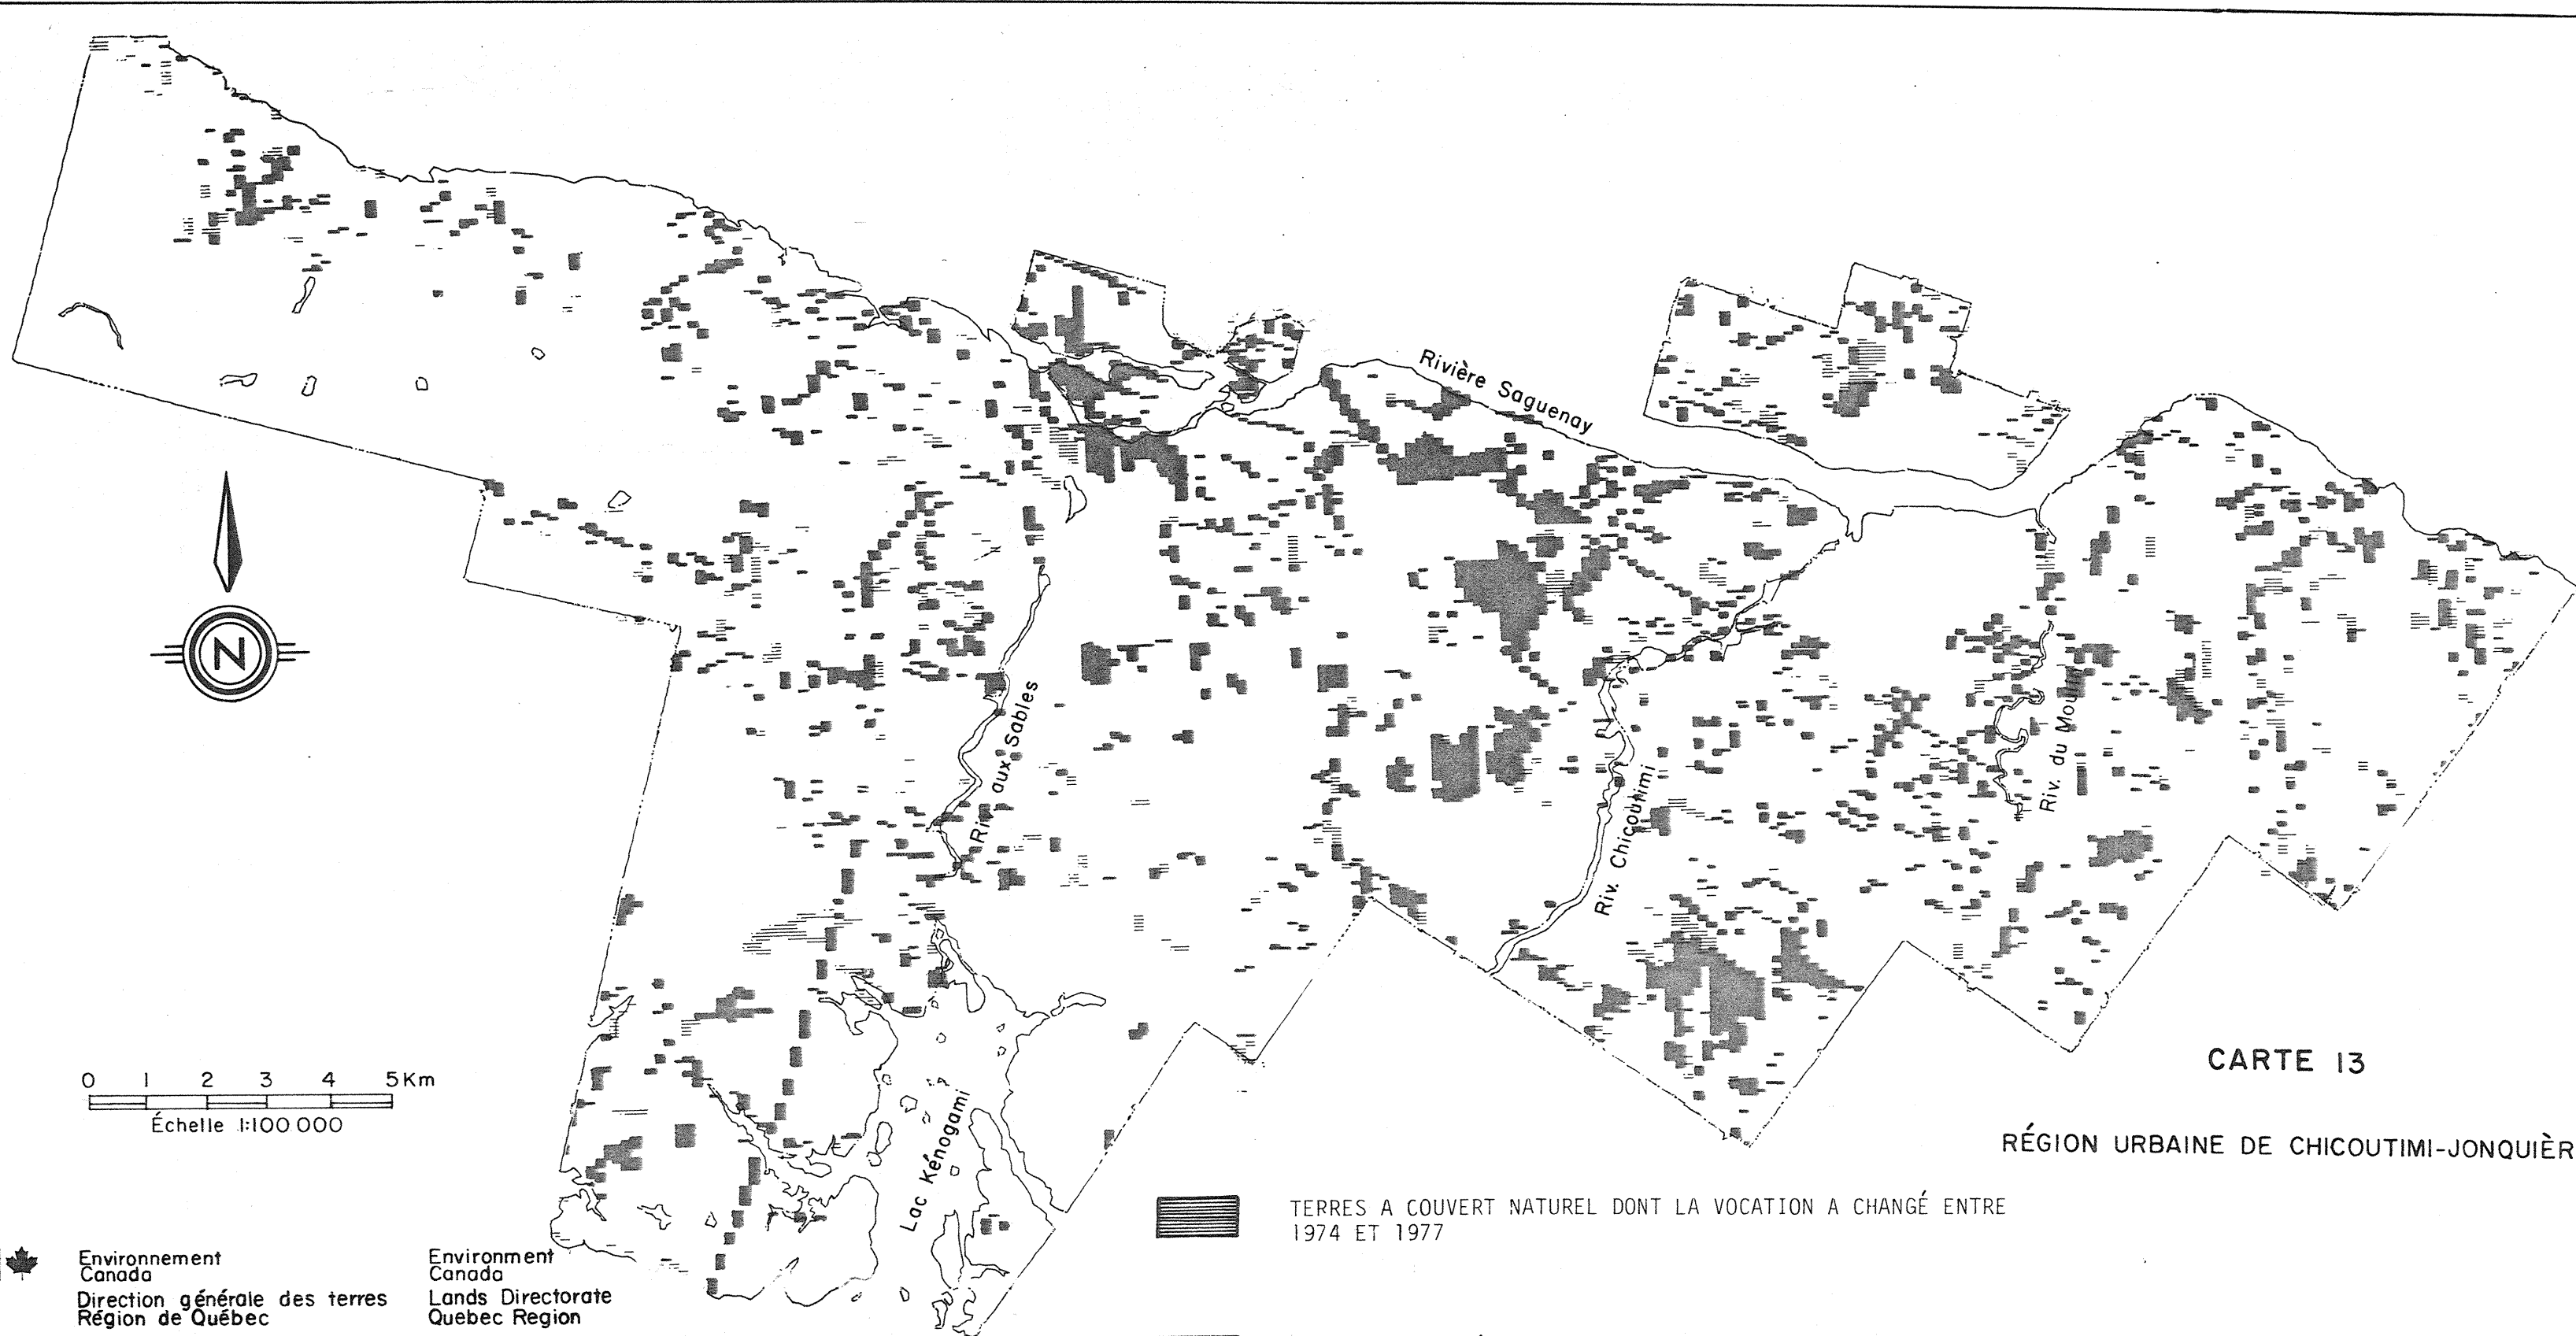 Rivière Saguenay
Riv. aux Sables
Riv. Chicoutimi
Riv. du Moulin
Lac Kénogami
N
0 1 2 3 4 5 Km
Échelle 1:100 000
CARTE 13
RÉGION URBAINE DE CHICOUTIMI-JONQUIÈR
TERRES A COUVERT NATUREL DONT LA VOCATION A CHANGÉ ENTRE
1974 ET 1977
Environnement
Canada
Direction générale des terres
Région de Québec
Environment
Canada
Lands Directorate
Quebec Region